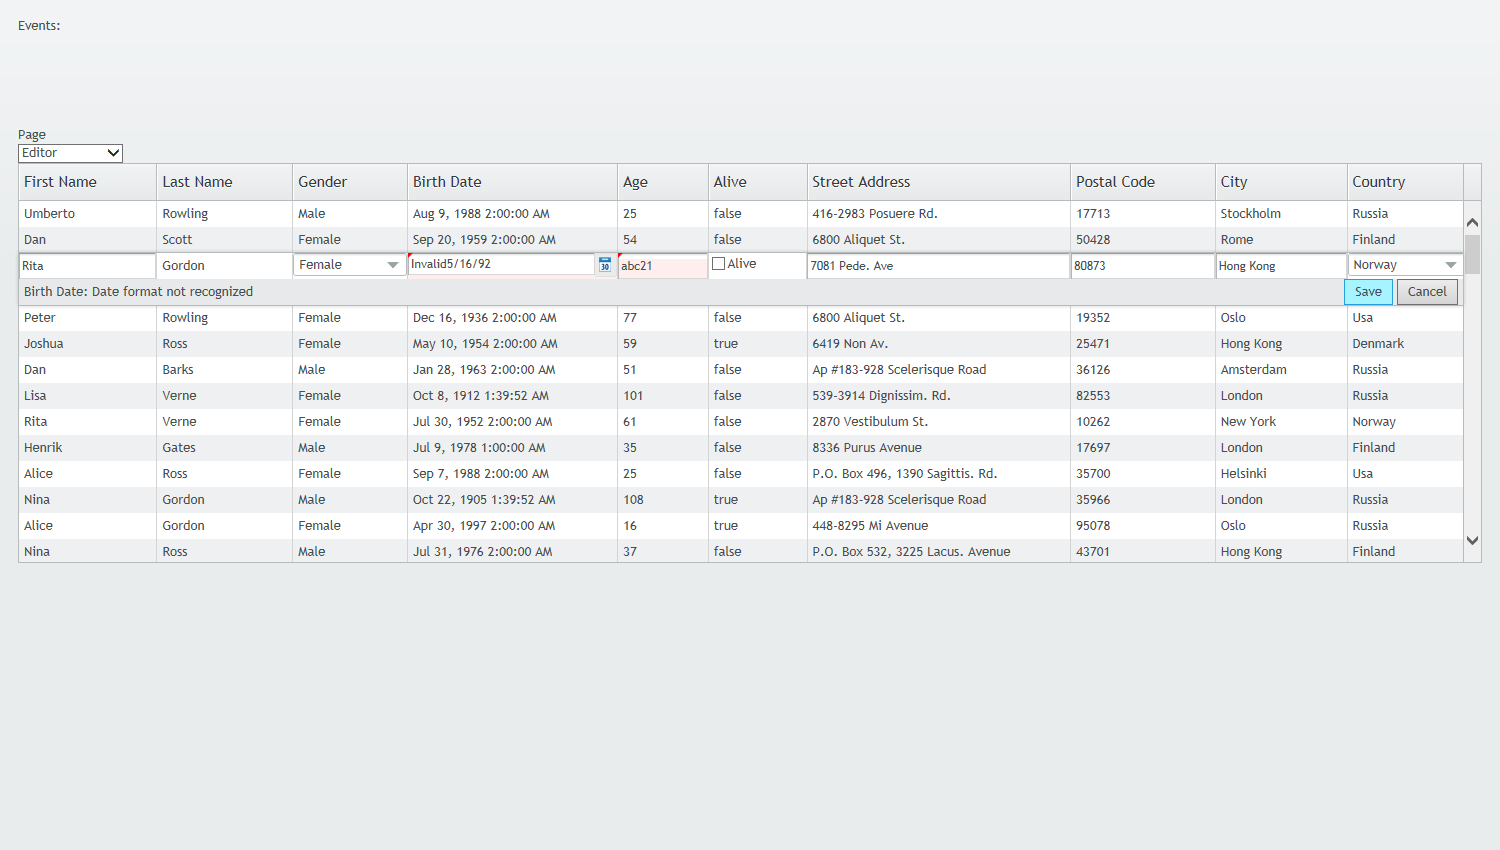 Events:
Page
Editor
First Name Last Name Gender Birth Date Age Alive Street Address Postal Code City Country
Umberto Rowling Male Aug 9, 1988 2:00:00 AM 25 false 416-2983 Posuere Rd. 17713 Stockholm Russia
Dan Scott Female Sep 20, 1959 2:00:00 AM 54 false 6800 Aliquet St. 50428 Rome Finland
Rita Gordon Female Invalid5/16/92 30 abc21 Alive 7081 Pede. Ave 80873 Hong Kong Norway
Birth Date: Date format not recognized Save Cancel
Peter Rowling Female Dec 16, 1936 2:00:00 AM 77 false 6800 Aliquet St. 19352 Oslo Usa
Joshua Ross Female May 10, 1954 2:00:00 AM 59 true 6419 Non Av. 25471 Hong Kong Denmark
Dan Barks Male Jan 28, 1963 2:00:00 AM 51 false Ap #183-928 Scelerisque Road 36126 Amsterdam Russia
Lisa Verne Female Oct 8, 1912 1:39:52 AM 101 false 539-3914 Dignissim. Rd. 82553 London Russia
Rita Verne Female Jul 30, 1952 2:00:00 AM 61 false 2870 Vestibulum St. 10262 New York Norway
Henrik Gates Male Jul 9, 1978 1:00:00 AM 35 false 8336 Purus Avenue 17697 London Finland
Alice Ross Female Sep 7, 1988 2:00:00 AM 25 false P.O. Box 496, 1390 Sagittis. Rd. 35700 Helsinki Usa
Nina Gordon Male Oct 22, 1905 1:39:52 AM 108 true Ap #183-928 Scelerisque Road 35966 London Russia
Alice Gordon Female Apr 30, 1997 2:00:00 AM 16 true 448-8295 Mi Avenue 95078 Oslo Russia
Nina Ross Male Jul 31, 1976 2:00:00 AM 37 false P.O. Box 532, 3225 Lacus. Avenue 43701 Hong Kong Finland